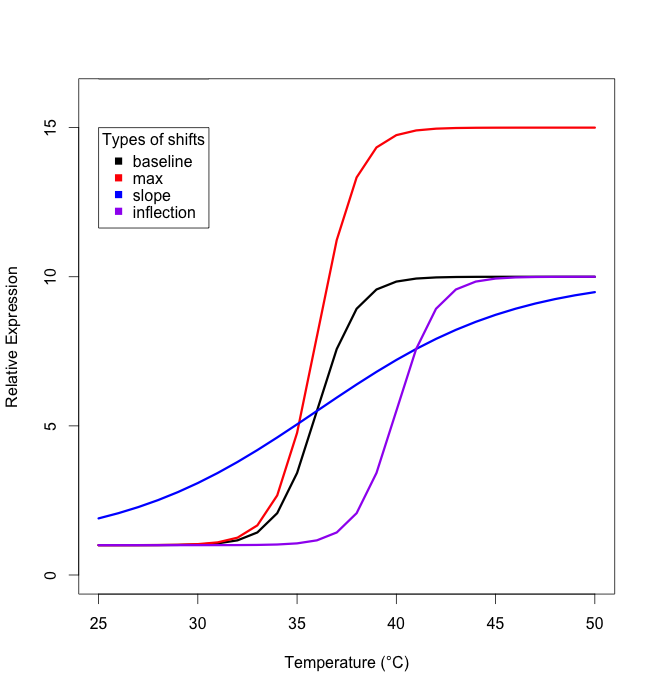 15
10
5
0
Relative Expression
Types of shifts
baseline
max
slope
inflection
25 30 35 40 45 50
Temperature (°C)